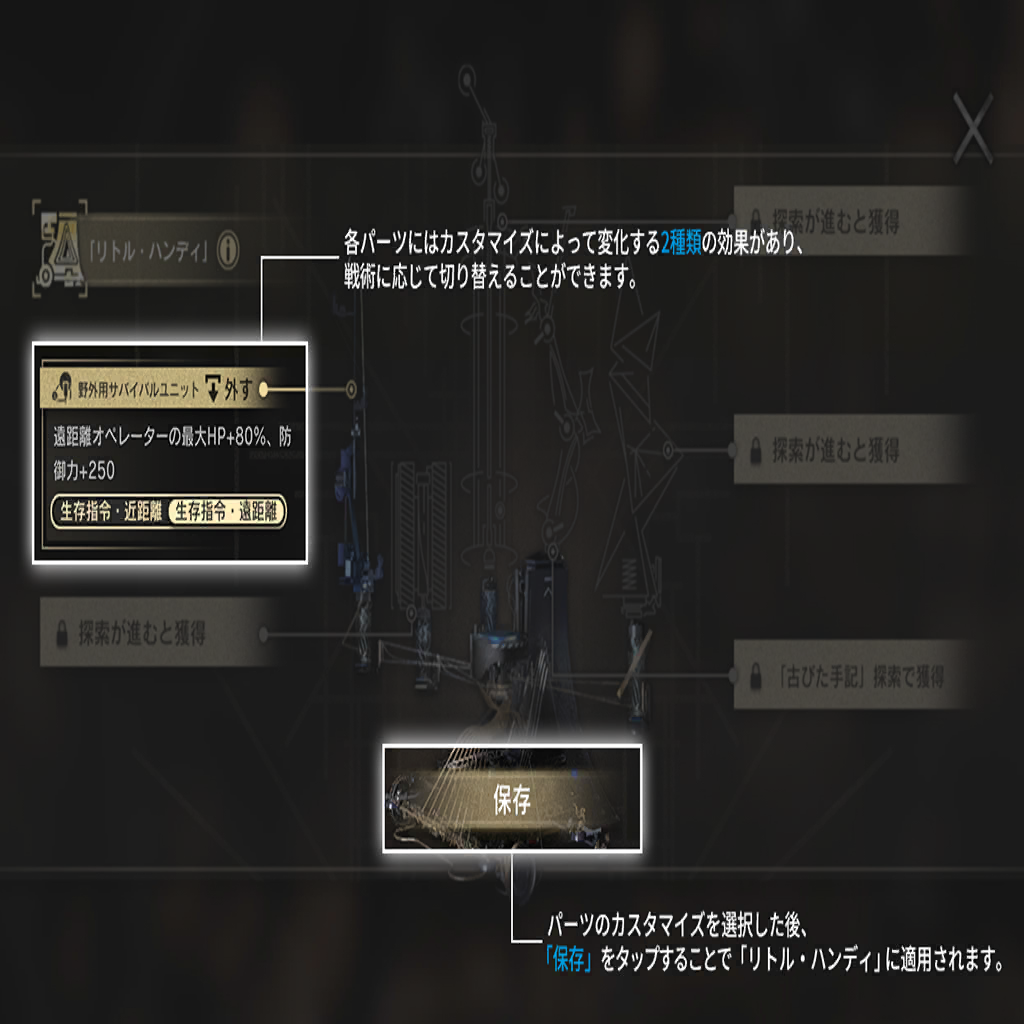 探索が進むと獲得
「リトル・ハンディ」
各パーツにはカスタマイズによって変化する2種類の効果があり、
戦術に応じて切り替えることができます。
野外用サバイバルユニット 外す
遠距離オペレーターの最大HP+80%、防
御力+250
生存指令・近距離 生存指令・遠距離
探索が進むと獲得
探索が進むと獲得
「古びた手記」探索で獲得
保存
パーツのカスタマイズを選択した後、
「保存」をタップすることで「リトル・ハンディ」に適用されます。